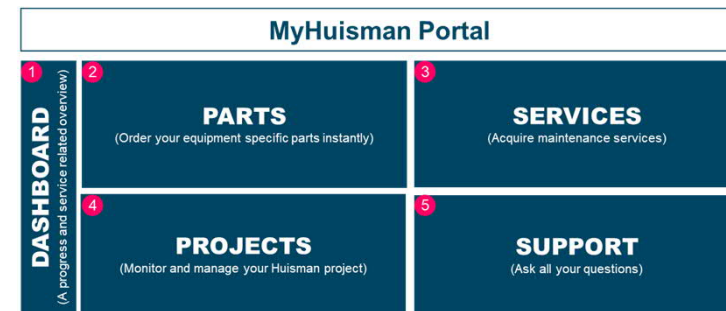 MyHuisman Portal
1
DASHBOARD
(A progress and service related overview)
2
PARTS
(Order your equipment specific parts instantly)
3
SERVICES
(Acquire maintenance services)
4
PROJECTS
(Monitor and manage your Huisman project)
5
SUPPORT
(Ask all your questions)